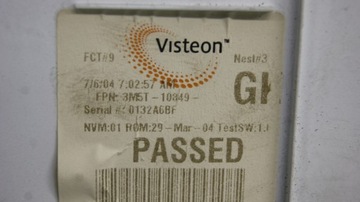 Visteon™
FCT#9 Nest#3
7/6/04 7:02:57 AM
FPN: 3M5T-10849-
Serial #: 0132A6BF
NVM:01 ROM:29-Mar-04 TestSW:1.
PASSED